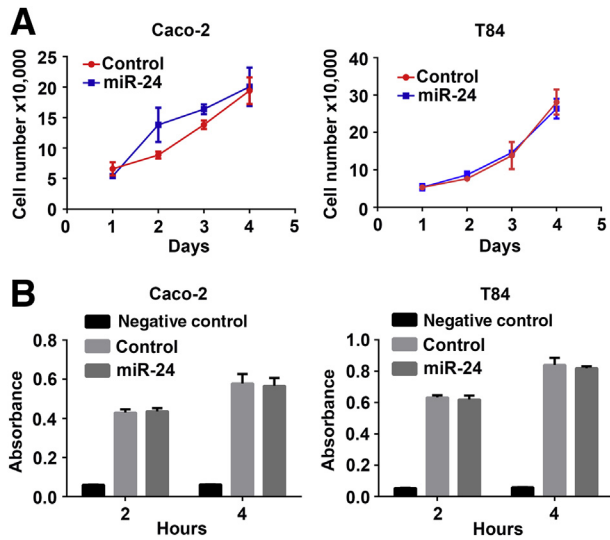 A
Caco-2
Cell number x10,000
25
20
15
10
5
0
Control
miR-24
0 1 2 3 4 5
Days
T84
Cell number x10,000
40
30
20
10
0
Control
miR-24
0 1 2 3 4 5
Days
B
Caco-2
Negative control
Control
miR-24
Absorbance
0.8
0.6
0.4
0.2
0.0
2 4
Hours
T84
Negative control
Control
miR-24
Absorbance
1.0
0.8
0.6
0.4
0.2
0.0
2 4
Hours